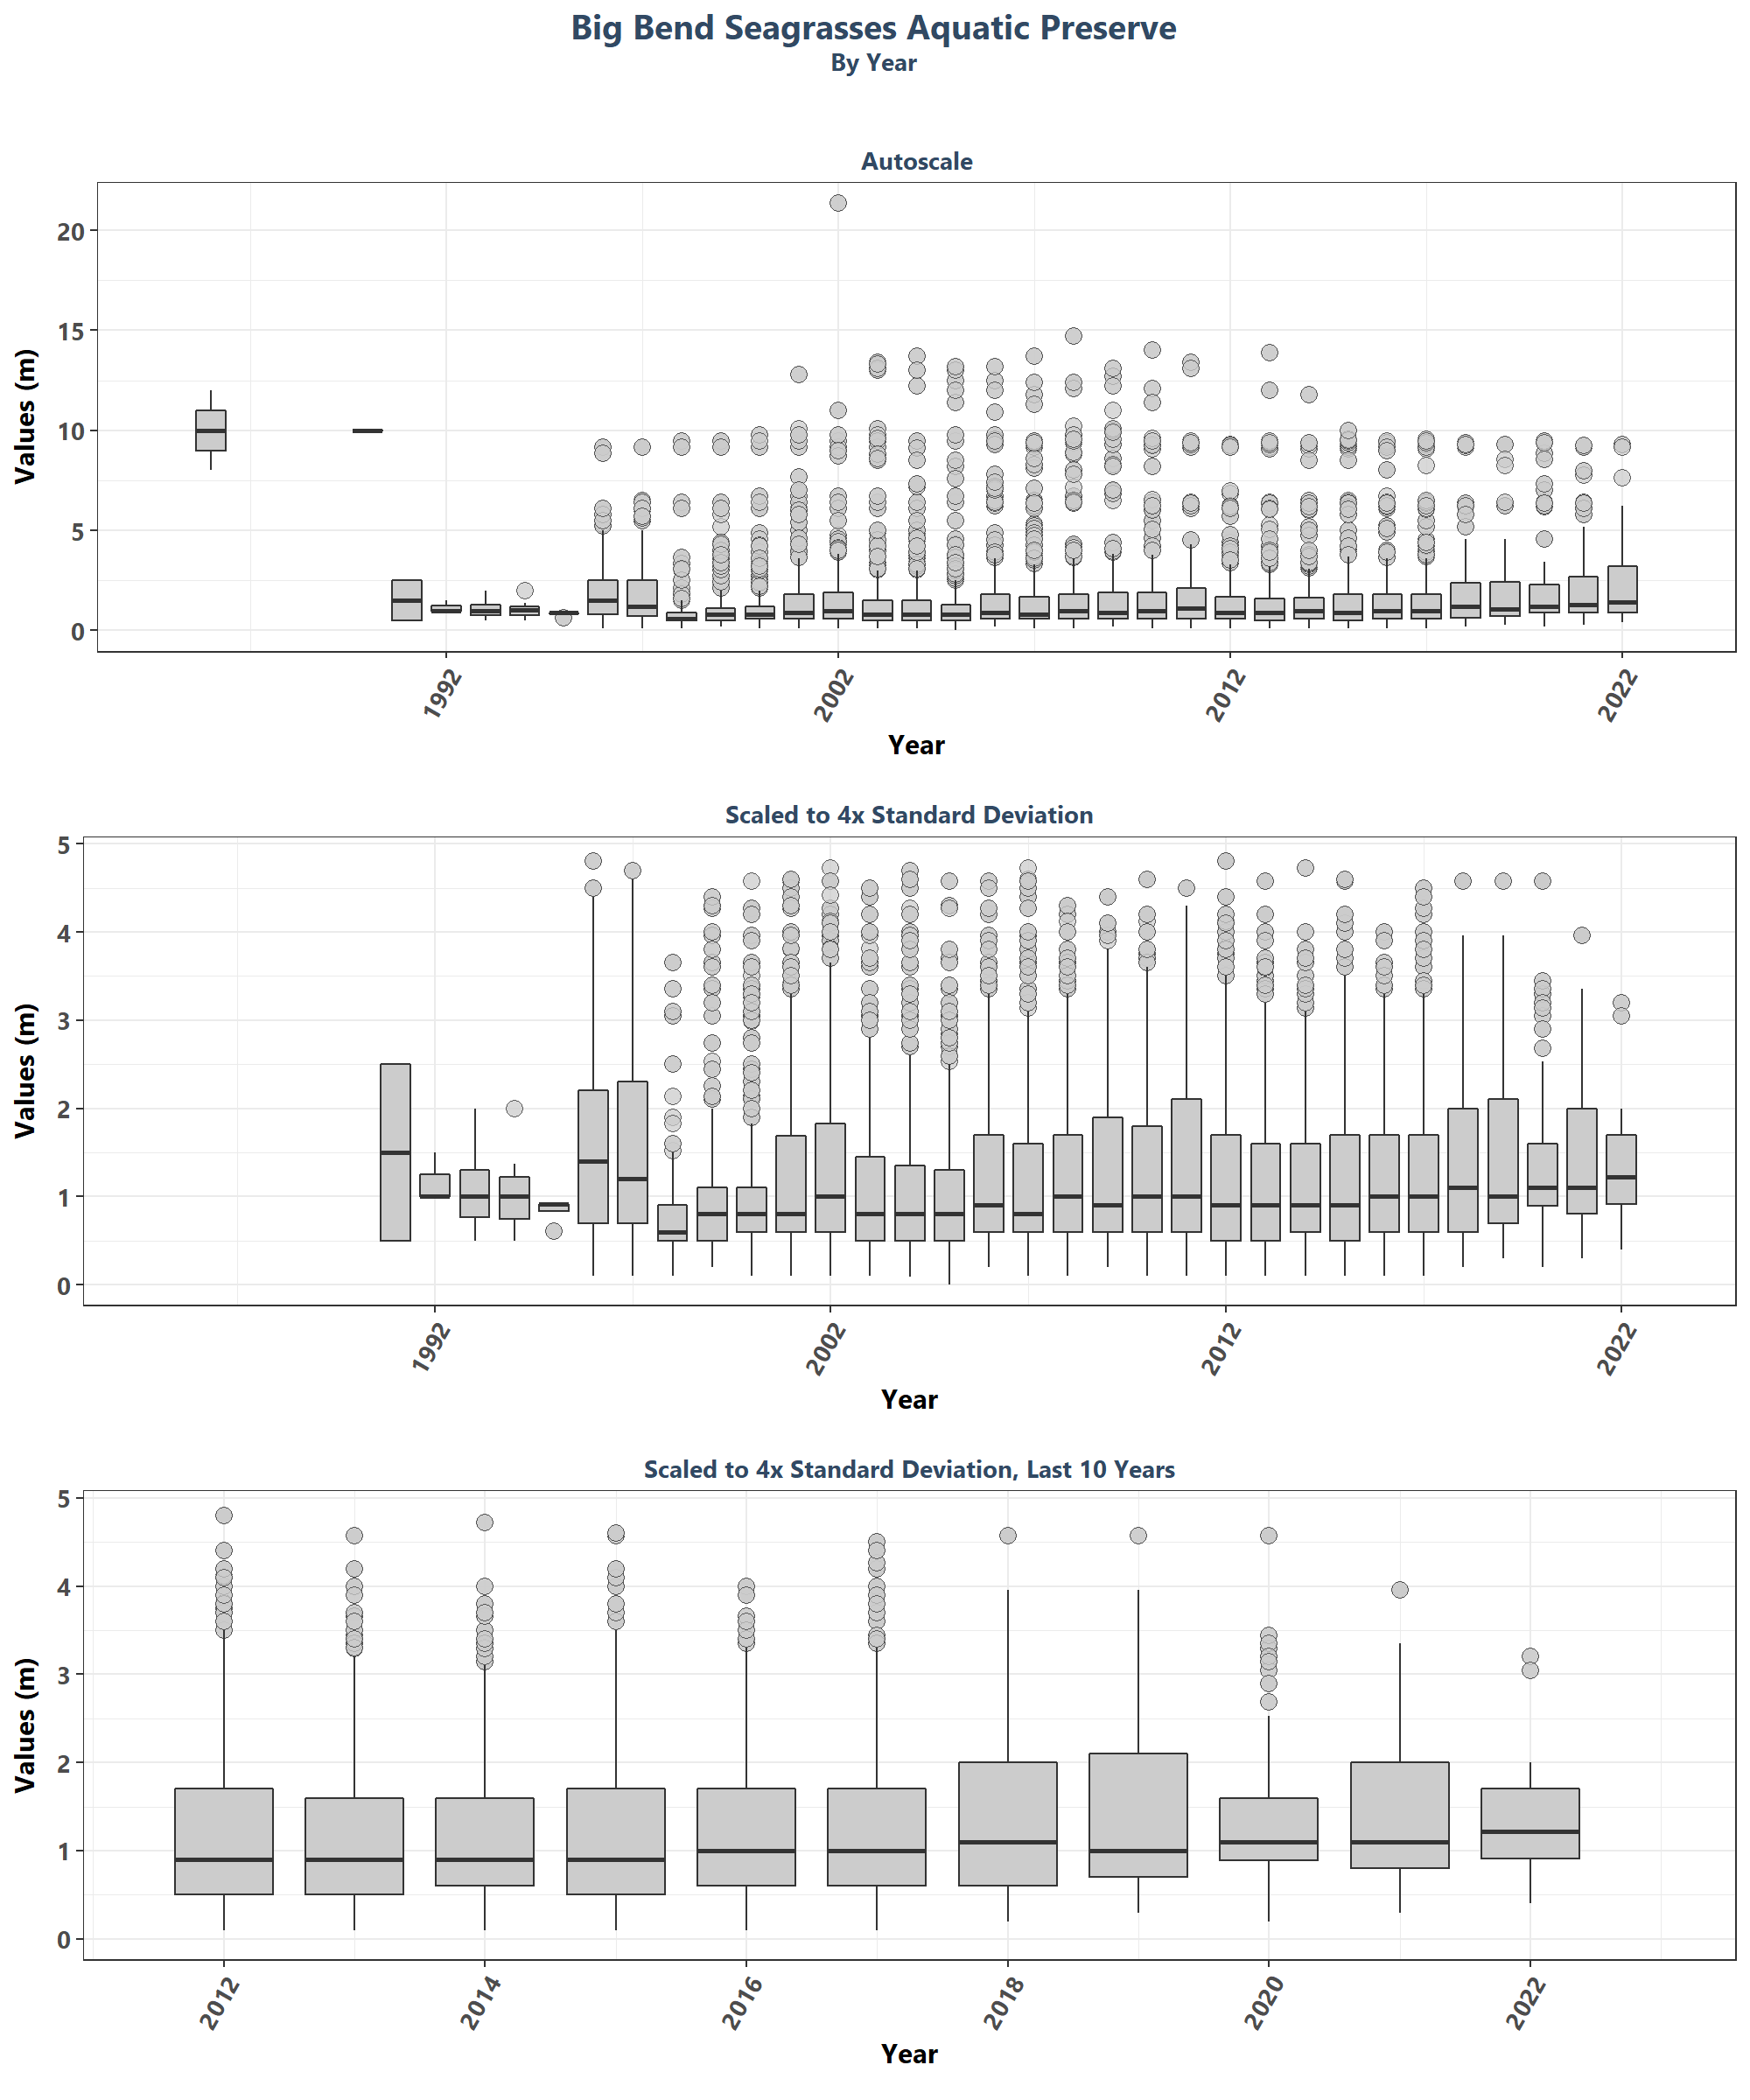 Big Bend Seagrasses Aquatic Preserve
By Year
Autoscale
Values (m)
20
15
10
5
0
1992
2002
2012
2022
Year
Scaled to 4x Standard Deviation
Values (m)
5
4
3
2
1
0
1992
2002
2012
2022
Year
Scaled to 4x Standard Deviation, Last 10 Years
Values (m)
5
4
3
2
1
0
2012
2014
2016
2018
2020
2022
Year